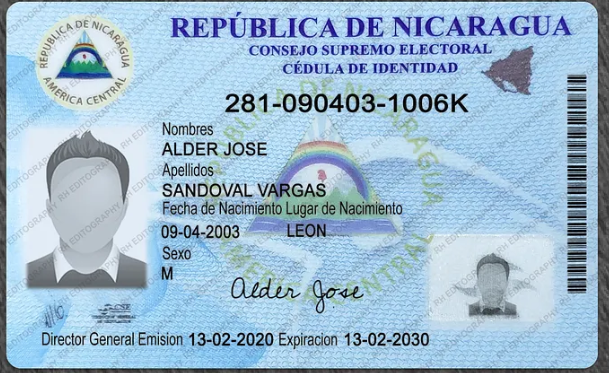 REPÚBLICA DE NICARAGUA
CONSEJO SUPREMO ELECTORAL
CÉDULA DE IDENTIDAD
REPUBLICA DE NICARAGUA
AMERICA CENTRAL
281-090403-1006K
Nombres
ALDER JOSE
Apellidos
SANDOVAL VARGAS
Fecha de Nacimiento Lugar de Nacimiento
09-04-2003 LEON
Sexo
M
Alder Jose
Director General Emision 13-02-2020 Expiracion 13-02-2030
RH EDITOGRAPHY